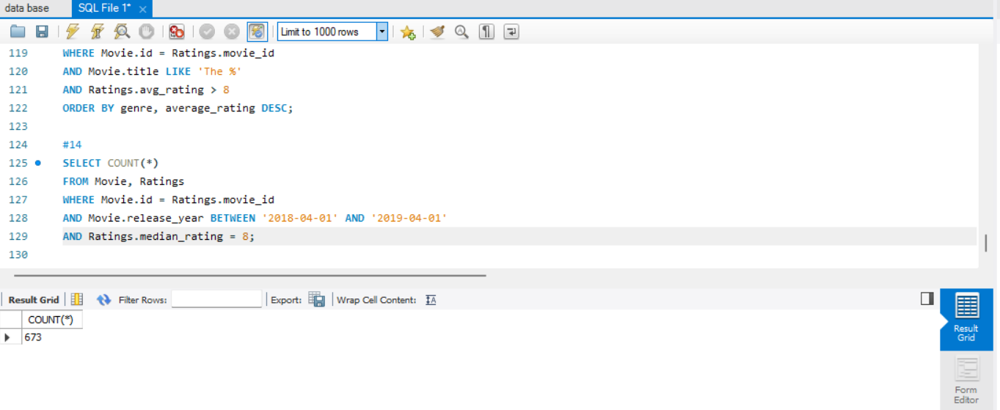 data base SQL File 1* ×
Limit to 1000 rows
119 WHERE Movie.id = Ratings.movie_id
120 AND Movie.title LIKE 'The %'
121 AND Ratings.avg_rating > 8
122 ORDER BY genre, average_rating DESC;
123
124 #14
125 SELECT COUNT(*)
126 FROM Movie, Ratings
127 WHERE Movie.id = Ratings.movie_id
128 AND Movie.release_year BETWEEN '2018-04-01' AND '2019-04-01'
129 AND Ratings.median_rating = 8;
130
Result Grid Filter Rows: Export: Wrap Cell Content: IA
COUNT(*)
673
Result
Grid
Form
Editor